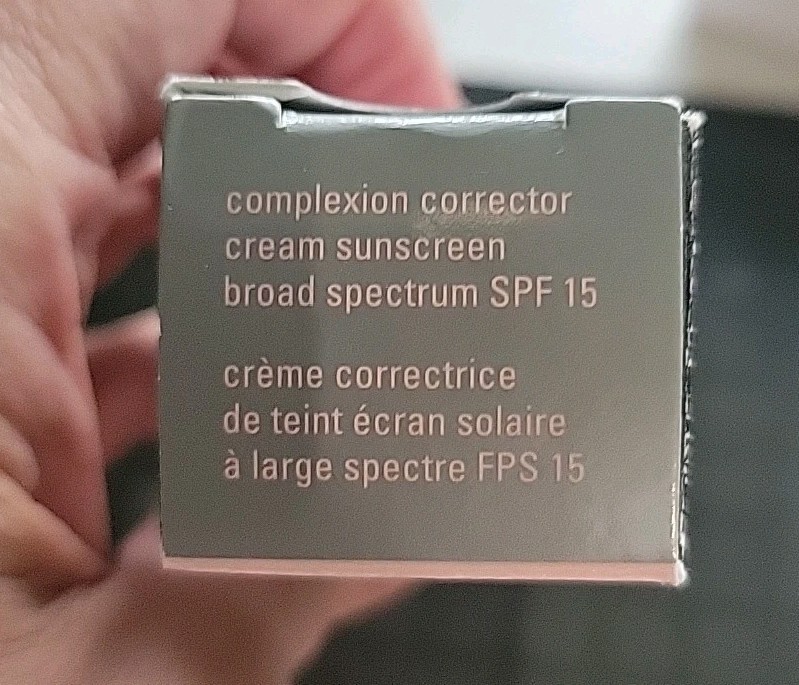 complexion corrector
cream sunscreen
broad spectrum SPF 15
crème correctrice
de teint écran solaire
à large spectre FPS 15